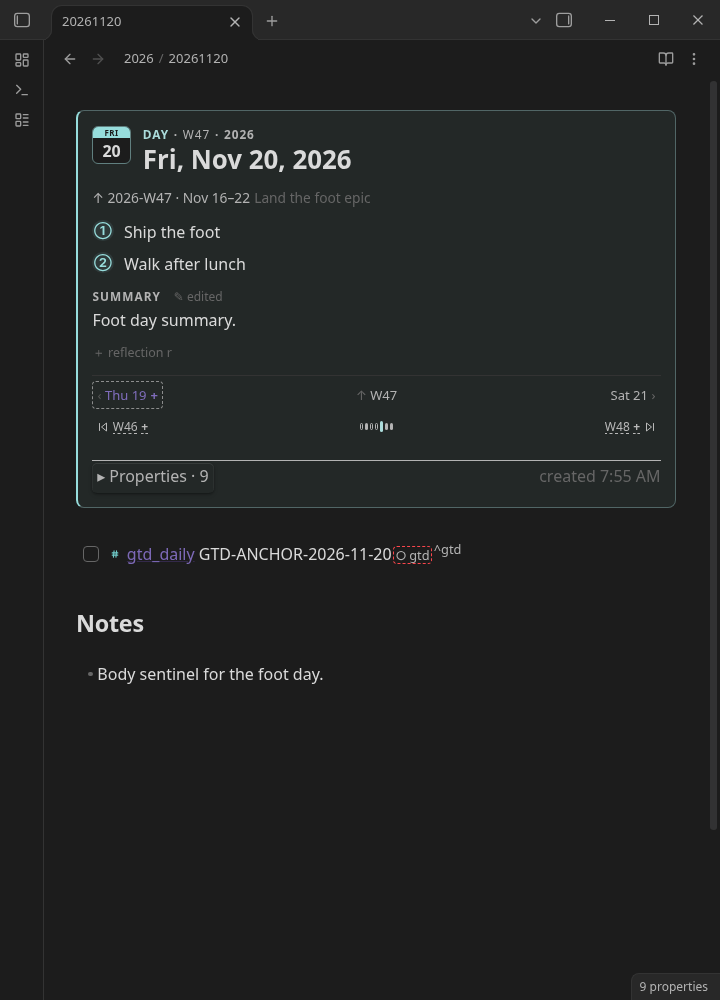 20261120
2026 / 20261120
FRI
20
DAY · W47 · 2026
Fri, Nov 20, 2026
↑ 2026-W47 · Nov 16–22 Land the foot epic
1 Ship the foot
2 Walk after lunch
SUMMARY ✎ edited
Foot day summary.
+ reflection r
‹ Thu 19 + ↑ W47 Sat 21 ›
W46 + W48 +
▸ Properties · 9 created 7:55 AM
# gtd_daily GTD-ANCHOR-2026-11-20 gtd ^gtd
Notes
• Body sentinel for the foot day.
9 properties